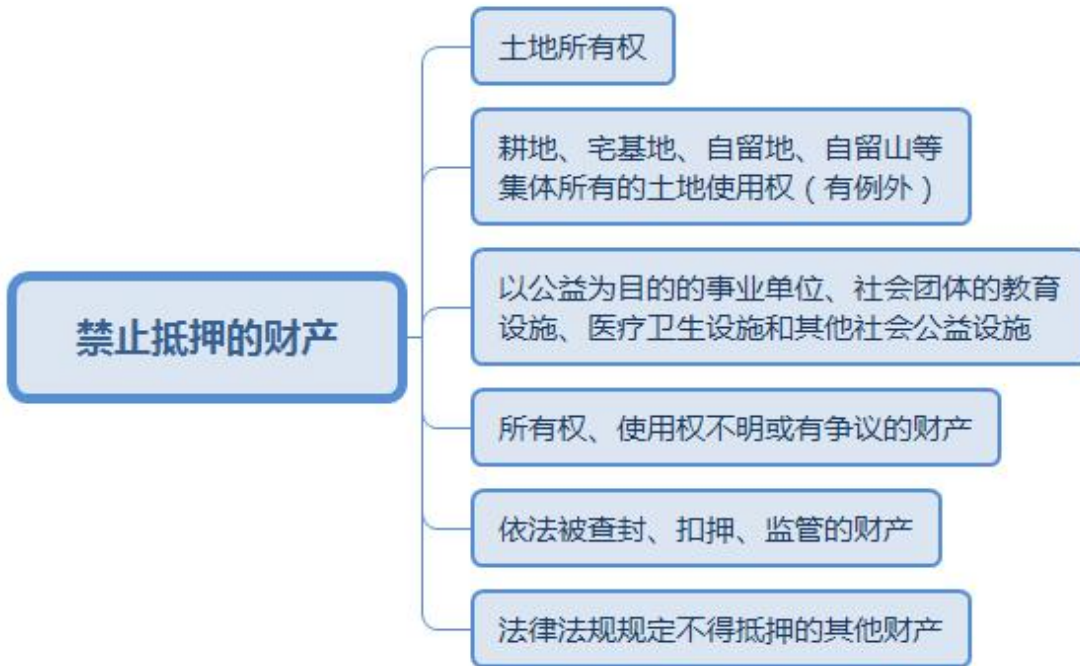 土地所有权
耕地、宅基地、自留地、自留山等
集体所有的土地使用权（有例外）
以公益为目的的事业单位、社会团体的教育
设施、医疗卫生设施和其他社会公益设施
禁止抵押的财产
所有权、使用权不明或有争议的财产
依法被查封、扣押、监管的财产
法律法规规定不得抵押的其他财产